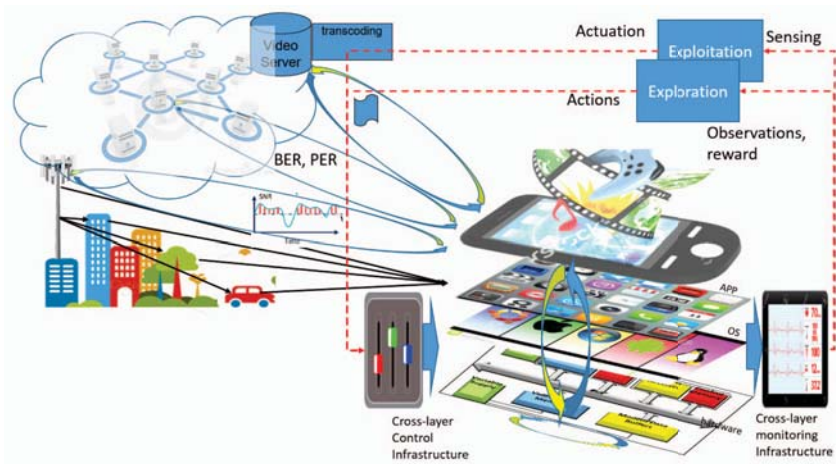 Video
Server
transcoding
Actuation
Exploitation
Sensing
Actions
Exploration
Observations,
reward
BER, PER
SNR
Time
APP
OS
hardware
Cross-layer
Control
Infrastructure
Cross-layer
monitoring
Infrastructure